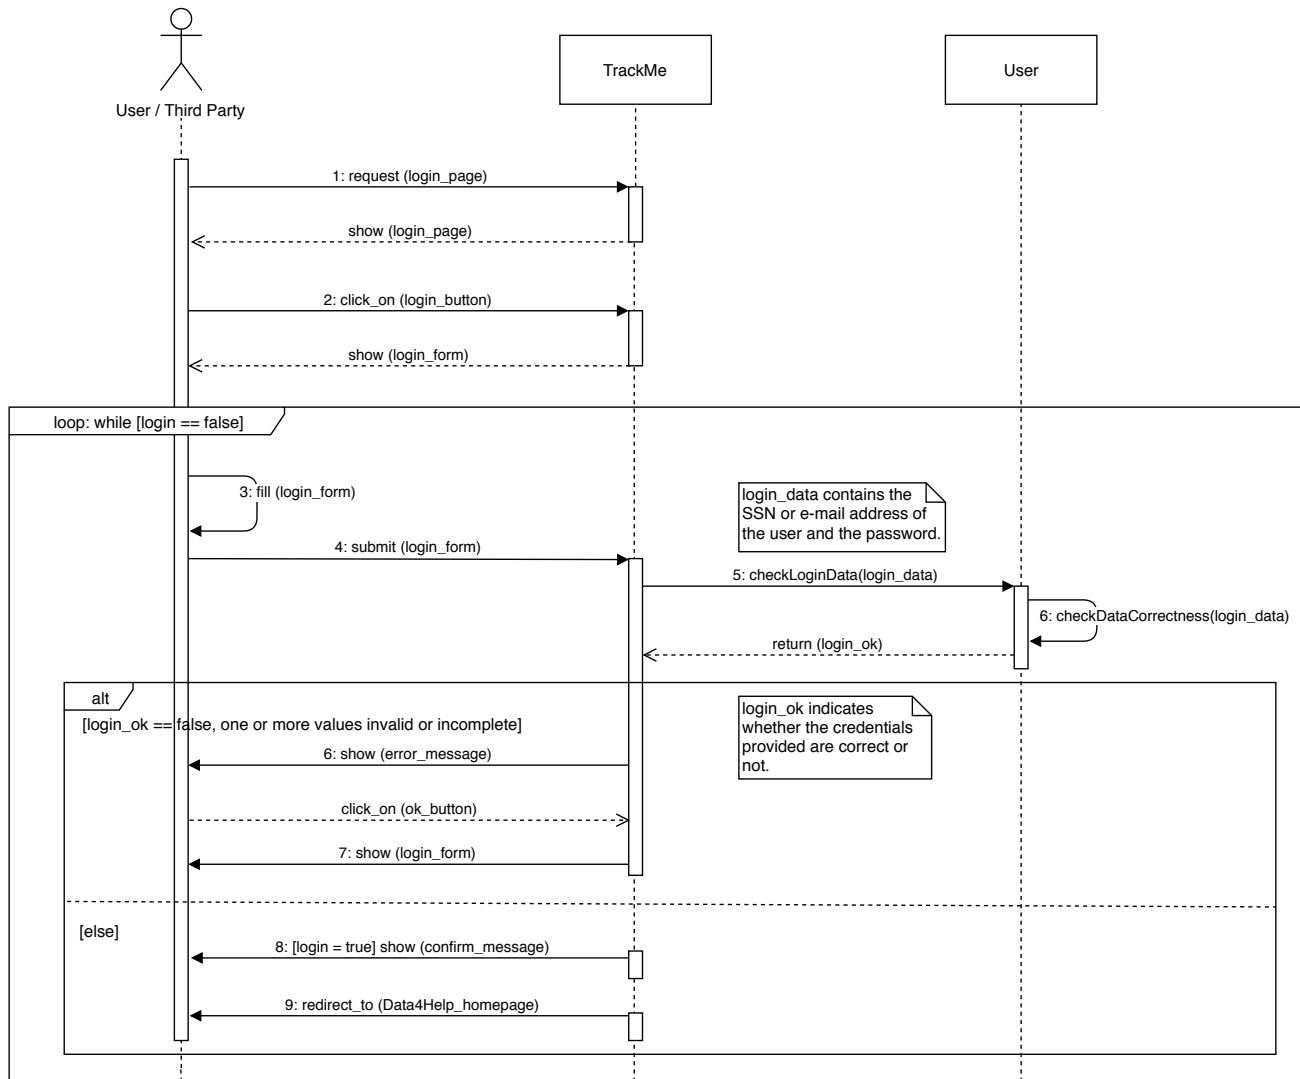 User / Third Party
TrackMe
User
1: request (login_page)
show (login_page)
2: click_on (login_button)
show (login_form)
loop: while [login == false]
3: fill (login_form)
login_data contains the
SSN or e-mail address of
the user and the password.
4: submit (login_form)
5: checkLoginData(login_data)
6: checkDataCorrectness(login_data)
return (login_ok)
alt
[login_ok == false, one or more values invalid or incomplete]
login_ok indicates
whether the credentials
provided are correct or
not.
6: show (error_message)
click_on (ok_button)
7: show (login_form)
[else]
8: [login = true] show (confirm_message)
9: redirect_to (Data4Help_homepage)